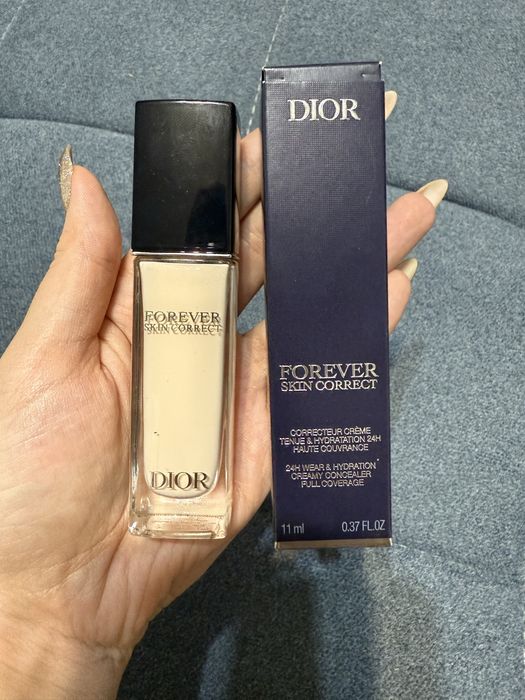 FOREVER
SKIN CORRECT
DIOR
DIOR
FOREVER
SKIN CORRECT
CORRECTEUR CRÈME
TENUE & HYDRATATION 24H
HAUTE COUVRANCE
24H WEAR & HYDRATION
CREAMY CONCEALER
FULL COVERAGE
11 ml 0.37 FL.OZ